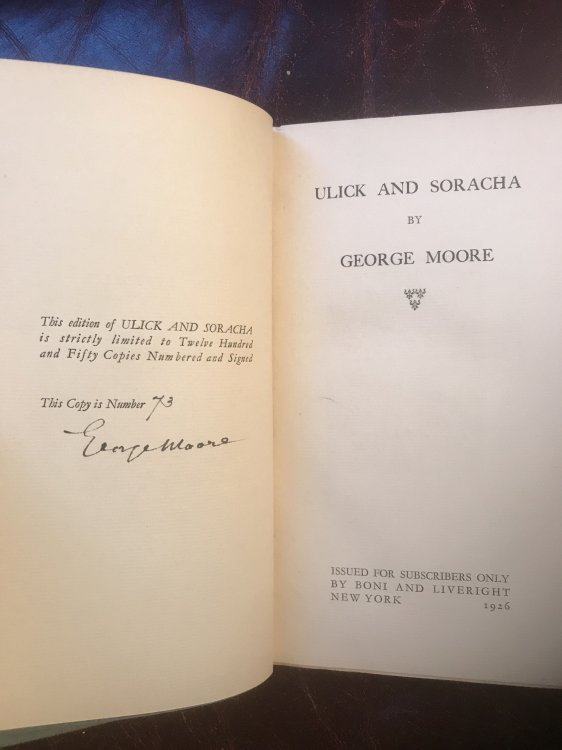 This edition of ULICK AND SORACHA
is strictly limited to Twelve Hundred
and Fifty Copies Numbered and Signed
This Copy is Number 73
George Moore
ULICK AND SORACHA
BY
GEORGE MOORE
ISSUED FOR SUBSCRIBERS ONLY
BY BONI AND LIVERIGHT
NEW YORK 1926